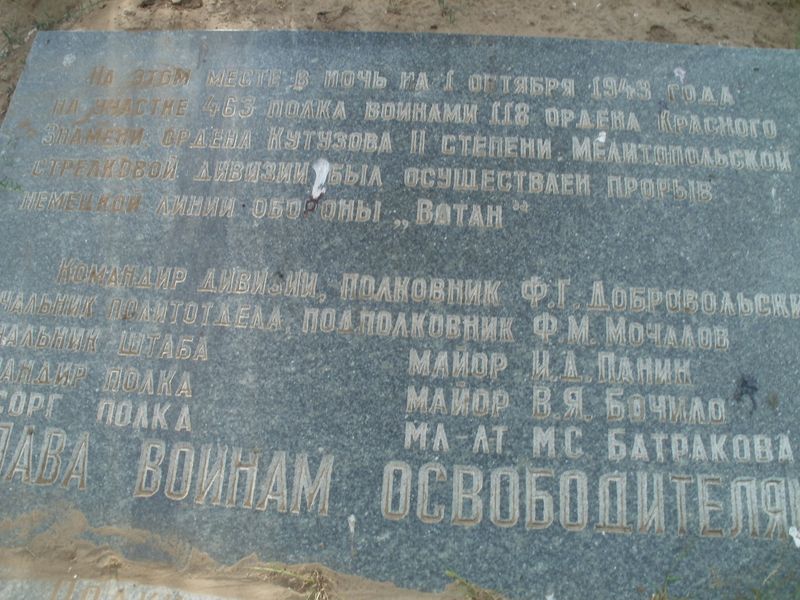 На этом месте в ночь на 1 октября 1943 года
на участке 463 полка воинами 118 ордена Красного
Знамени, ордена Кутузова II степени Мелитопольской
стрелковой дивизии был осуществлен прорыв
немецкой линии обороны „Вотан"
Командир дивизии, полковник Ф.Г. Добровольски
чальник политотдела, подполковник Ф.М. Мочалов
чальник штаба майор И.Д. Паник
андир полка майор В.Я. Бочило
сорг полка мл-лт М С Батракова
лава воинам освободителя